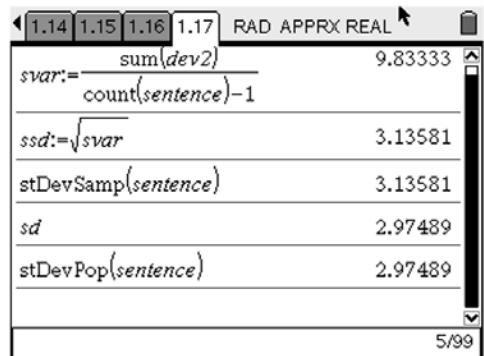 1.14 1.15 1.16 1.17 RAD APPRX REAL
svar:=sum(dev2)/count(sentence)-1 9.83333
ssd:=√svar 3.13581
stDevSamp(sentence) 3.13581
sd 2.97489
stDevPop(sentence) 2.97489
5/99